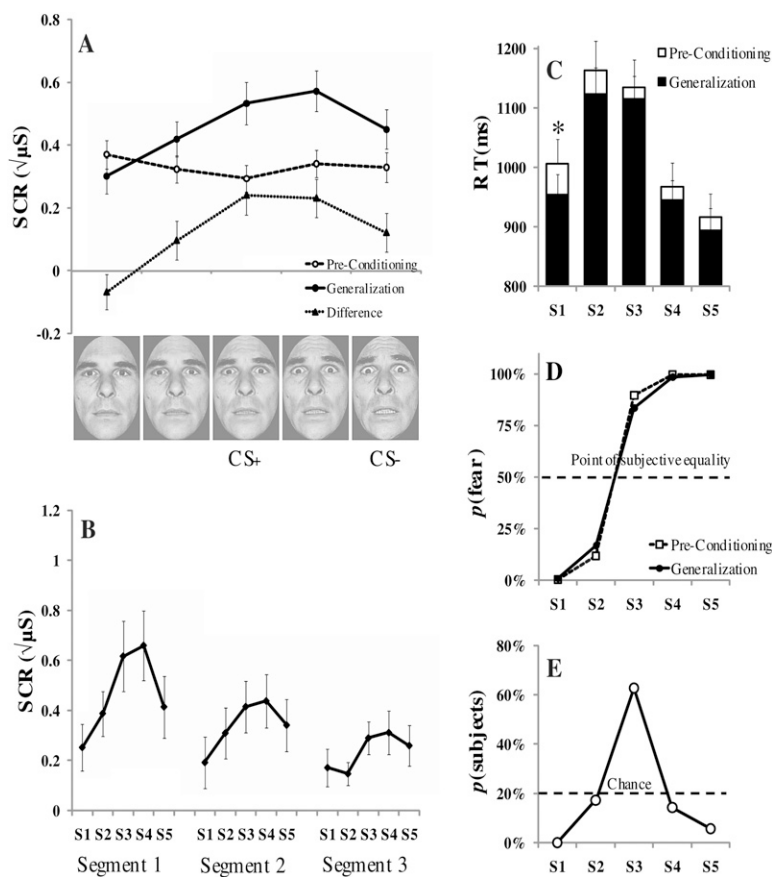 A
SCR (√µS)
0.8
0.6
0.4
0.2
0
-0.2
Pre-Conditioning
Generalization
Difference
CS+
CS-
B
SCR (√µS)
1.2
1
0.8
0.6
0.4
0.2
0
S1 S2 S3 S4 S5
S1 S2 S3 S4 S5
S1 S2 S3 S4 S5
Segment 1
Segment 2
Segment 3
C
RT(ms)
1200
1100
1000
900
800
Pre-Conditioning
Generalization
*
S1 S2 S3 S4 S5
D
p(fear)
100%
75%
50%
25%
0%
Point of subjective equality
Pre-Conditioning
Generalization
S1 S2 S3 S4 S5
E
p(subjects)
80%
60%
40%
20%
0%
Chance
S1 S2 S3 S4 S5